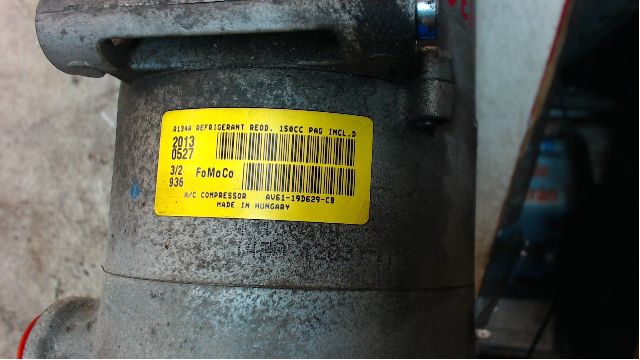 R134A REFRIGERANT REQD. 150CC PAG INCL.D
2013
0527
3/2 FoMoCo
936
A/C COMPRESSOR AV61-19D629-CB
MADE IN HUNGARY